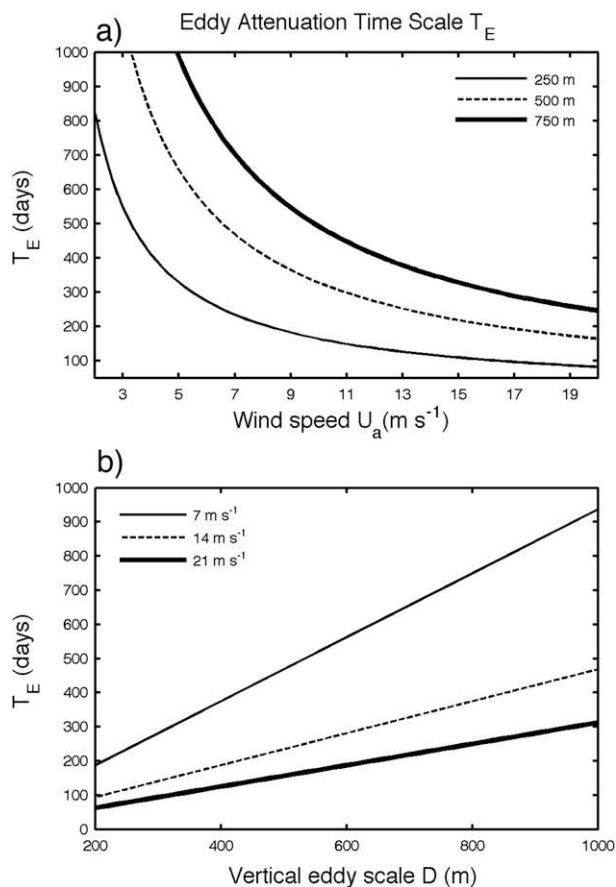 a) Eddy Attenuation Time Scale T_E
1000
900
800
700
600
500
400
300
200
100
T_E (days)
250 m
500 m
750 m
3 5 7 9 11 13 15 17 19
Wind speed U_a(m s⁻¹)
b)
1000
900
800
700
600
500
400
300
200
100
0
T_E (days)
7 m s⁻¹
14 m s⁻¹
21 m s⁻¹
200 400 600 800 1000
Vertical eddy scale D (m)